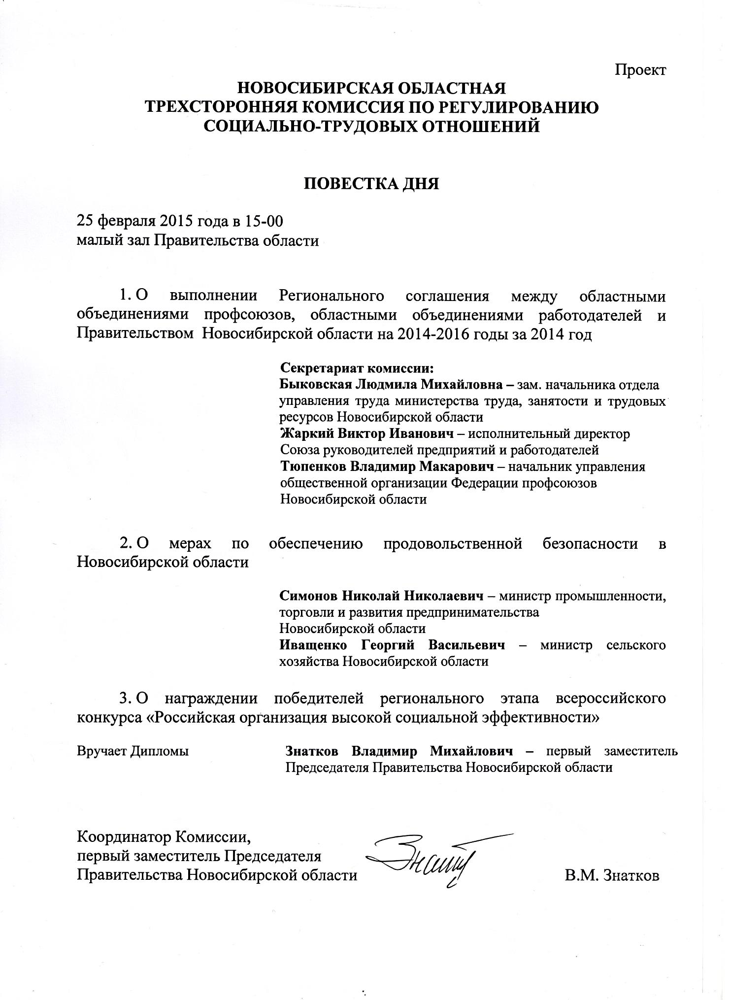 Проект
НОВОСИБИРСКАЯ ОБЛАСТНАЯ
ТРЕХСТОРОННЯЯ КОМИССИЯ ПО РЕГУЛИРОВАНИЮ
СОЦИАЛЬНО-ТРУДОВЫХ ОТНОШЕНИЙ
ПОВЕСТКА ДНЯ
25 февраля 2015 года в 15-00
малый зал Правительства области
1. О выполнении Регионального соглашения между областными
объединениями профсоюзов, областными объединениями работодателей и
Правительством Новосибирской области на 2014-2016 годы за 2014 год
Секретариат комиссии:
Быковская Людмила Михайловна – зам. начальника отдела
управления труда министерства труда, занятости и трудовых
ресурсов Новосибирской области
Жаркий Виктор Иванович – исполнительный директор
Союза руководителей предприятий и работодателей
Тюпенков Владимир Макарович – начальник управления
общественной организации Федерации профсоюзов
Новосибирской области
2. О мерах по обеспечению продовольственной безопасности в
Новосибирской области
Симонов Николай Николаевич – министр промышленности,
торговли и развития предпринимательства
Новосибирской области
Иващенко Георгий Васильевич – министр сельского
хозяйства Новосибирской области
3. О награждении победителей регионального этапа всероссийского
конкурса «Российская организация высокой социальной эффективности»
Вручает Дипломы Знатков Владимир Михайлович – первый заместитель
Председателя Правительства Новосибирской области
Координатор Комиссии,
первый заместитель Председателя
Правительства Новосибирской области В.М. Знатков